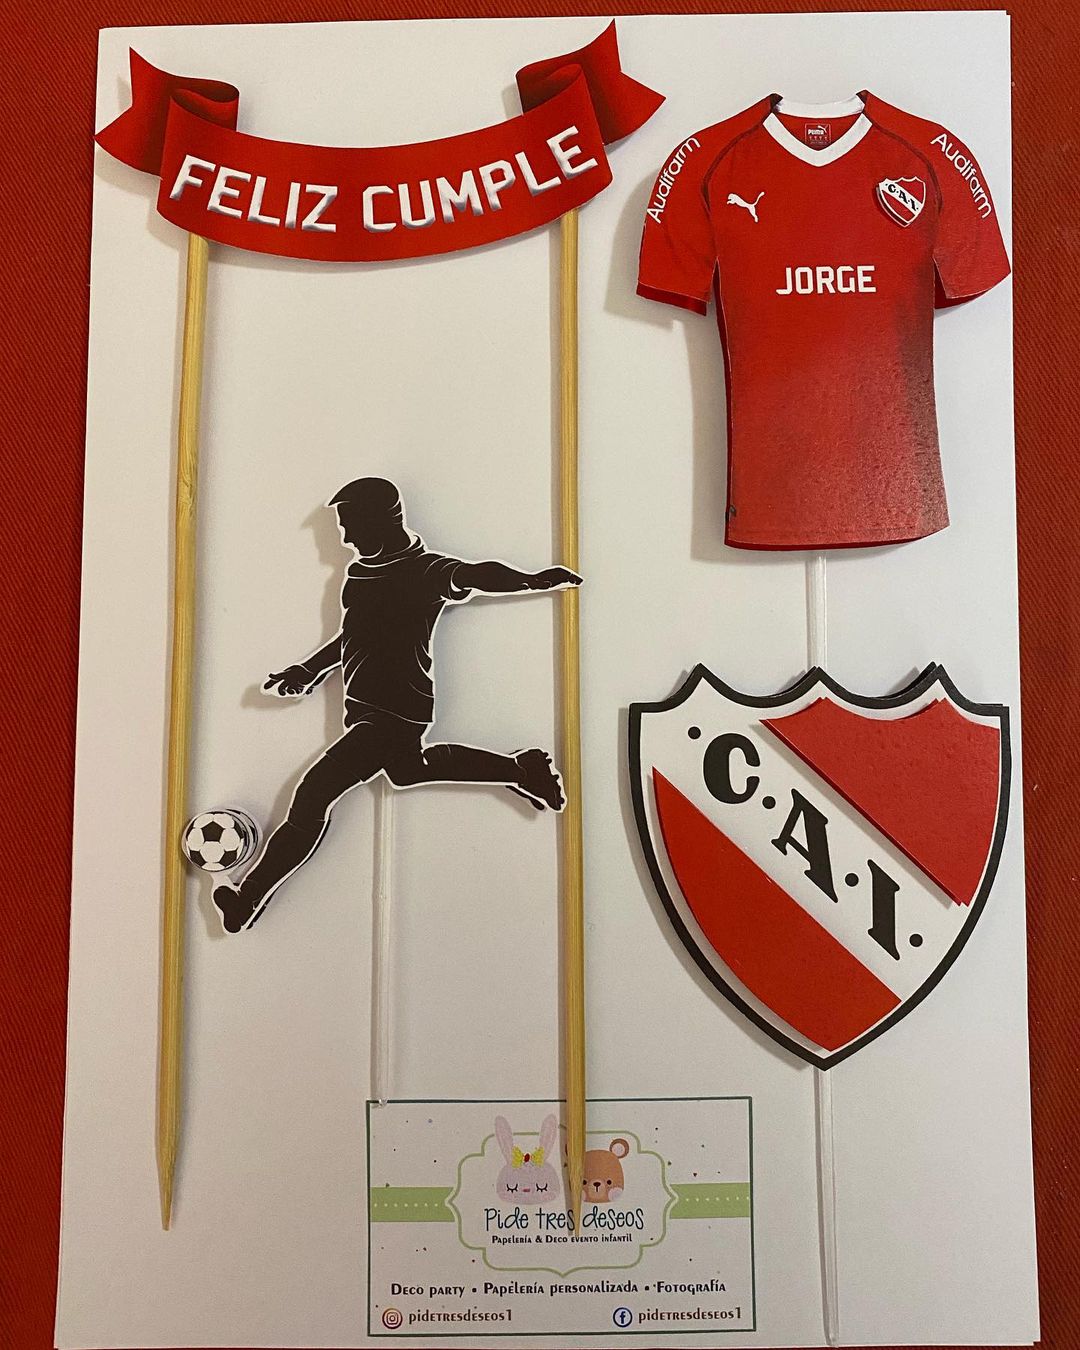 FELIZ CUMPLE
Audifarm
Audifarm
PUMA
C.A.I.
JORGE
·C.A.I.·
Pide tres deseos
Papelería & Deco evento infantil
Deco party • Papelería personalizada • Fotografía
pidetresdeseos1
pidetresdeseos1